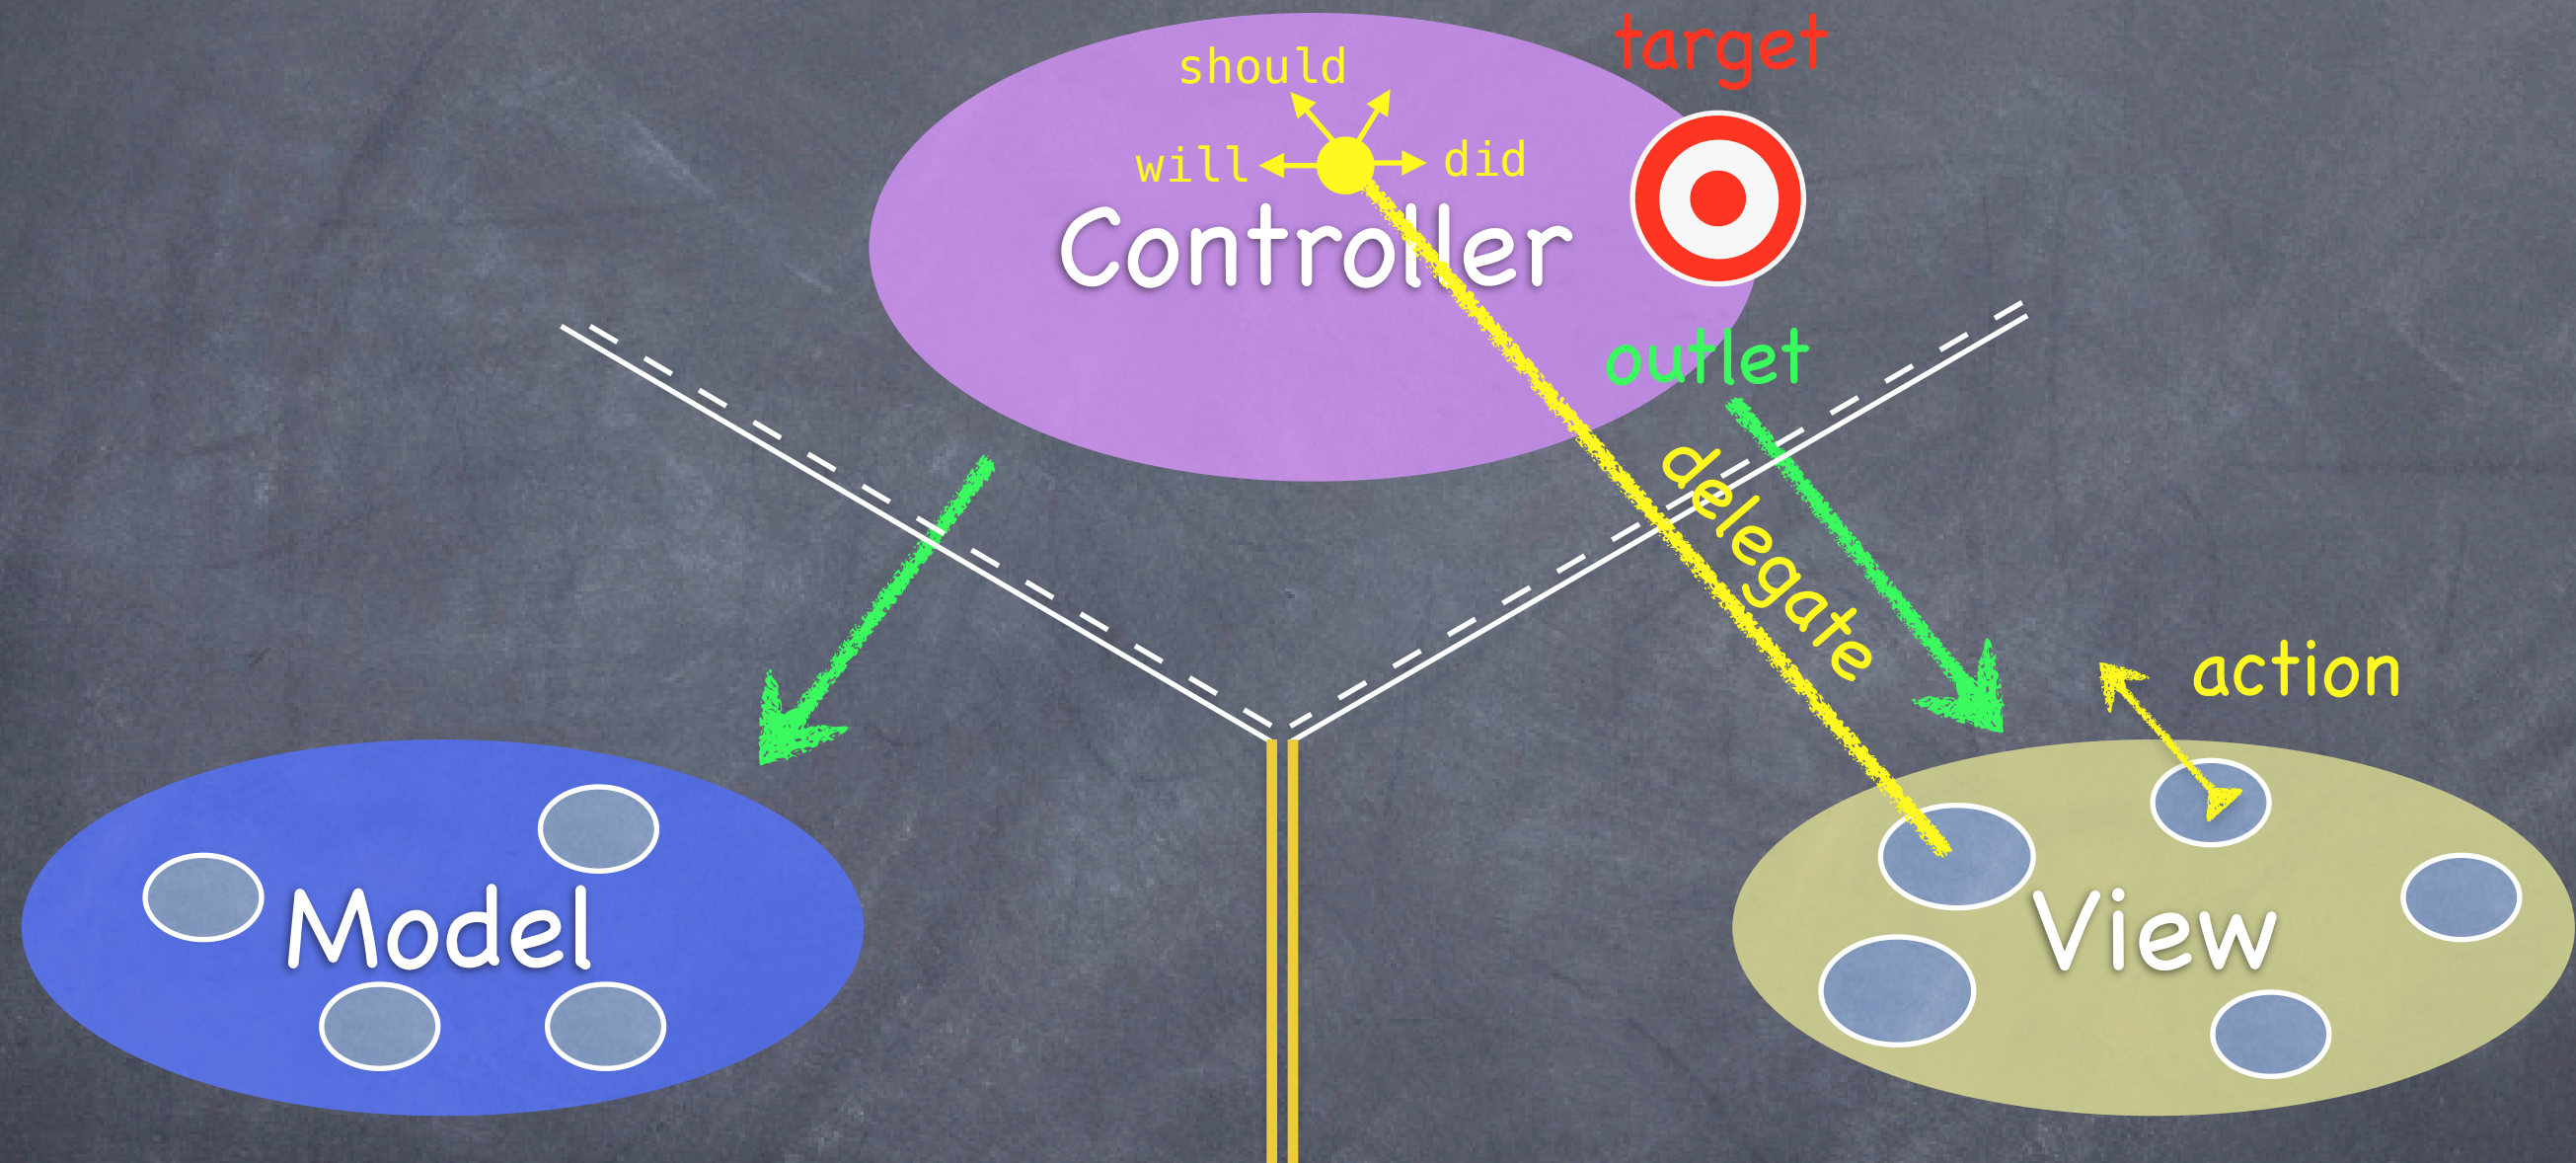 should
target
will
did
Controller
outlet
delegate
action
Model
View